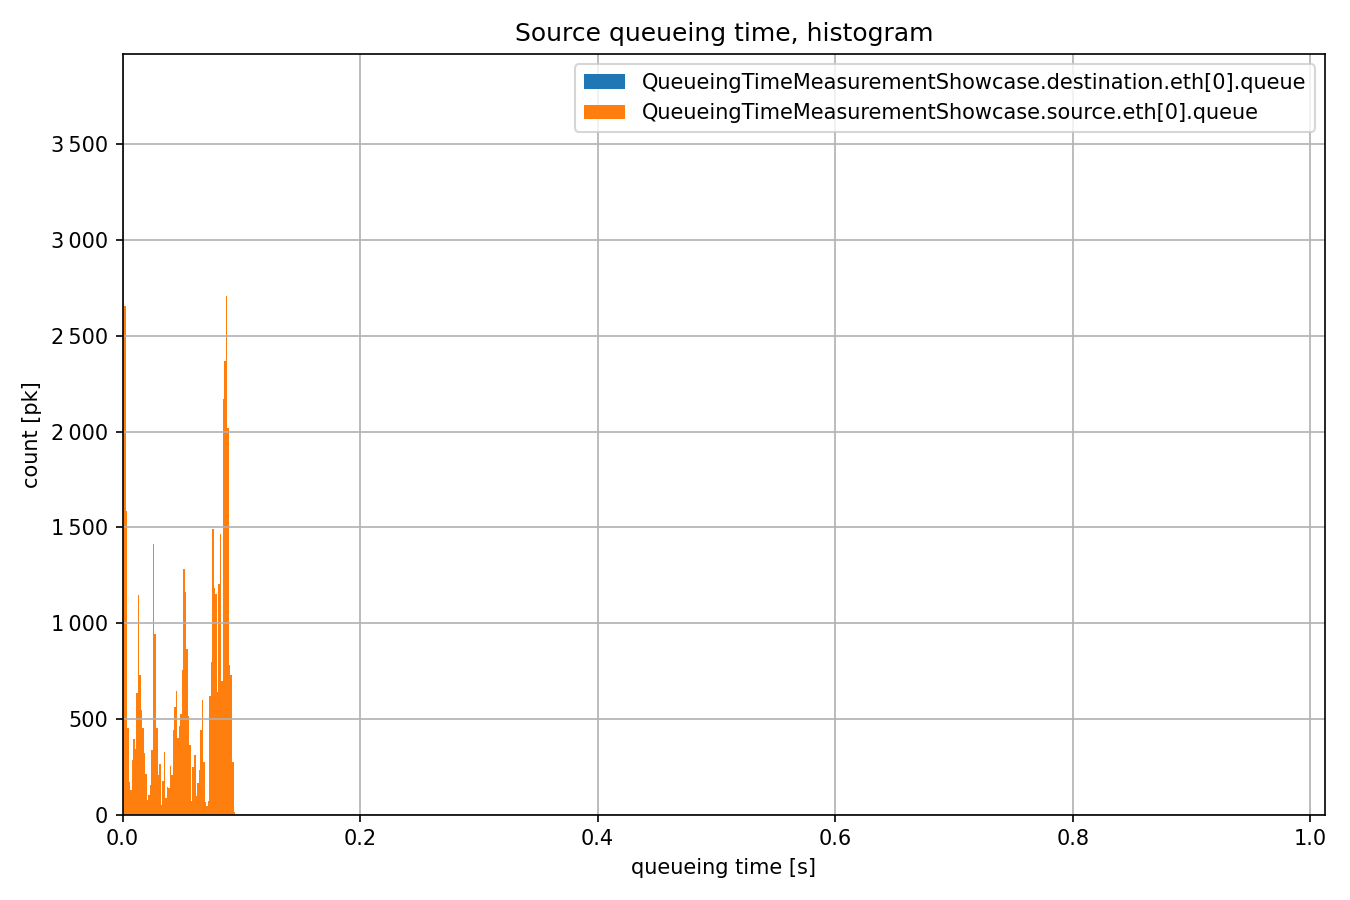 Source queueing time, histogram
QueueingTimeMeasurementShowcase.destination.eth[0].queue
QueueingTimeMeasurementShowcase.source.eth[0].queue
count [pk]
3 500
3 000
2 500
2 000
1 500
1 000
500
0
0.0 0.2 0.4 0.6 0.8 1.0
queueing time [s]